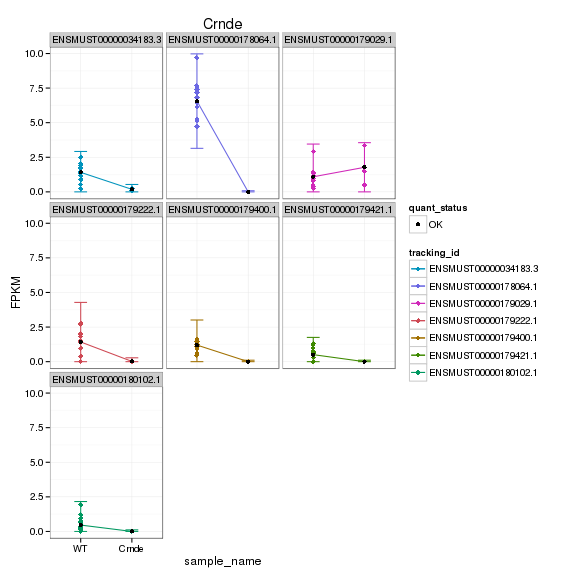 Crnde
ENSMUST00000034183.3 ENSMUST00000178064.1 ENSMUST00000179029.1
10.0
7.5
5.0
2.5
0.0
ENSMUST00000179222.1 ENSMUST00000179400.1 ENSMUST00000179421.1
10.0
7.5
5.0
2.5
0.0
ENSMUST00000180102.1
10.0
7.5
5.0
2.5
0.0
WT Crnde
sample_name
FPKM
quant_status
OK
tracking_id
ENSMUST00000034183.3
ENSMUST00000178064.1
ENSMUST00000179029.1
ENSMUST00000179222.1
ENSMUST00000179400.1
ENSMUST00000179421.1
ENSMUST00000180102.1